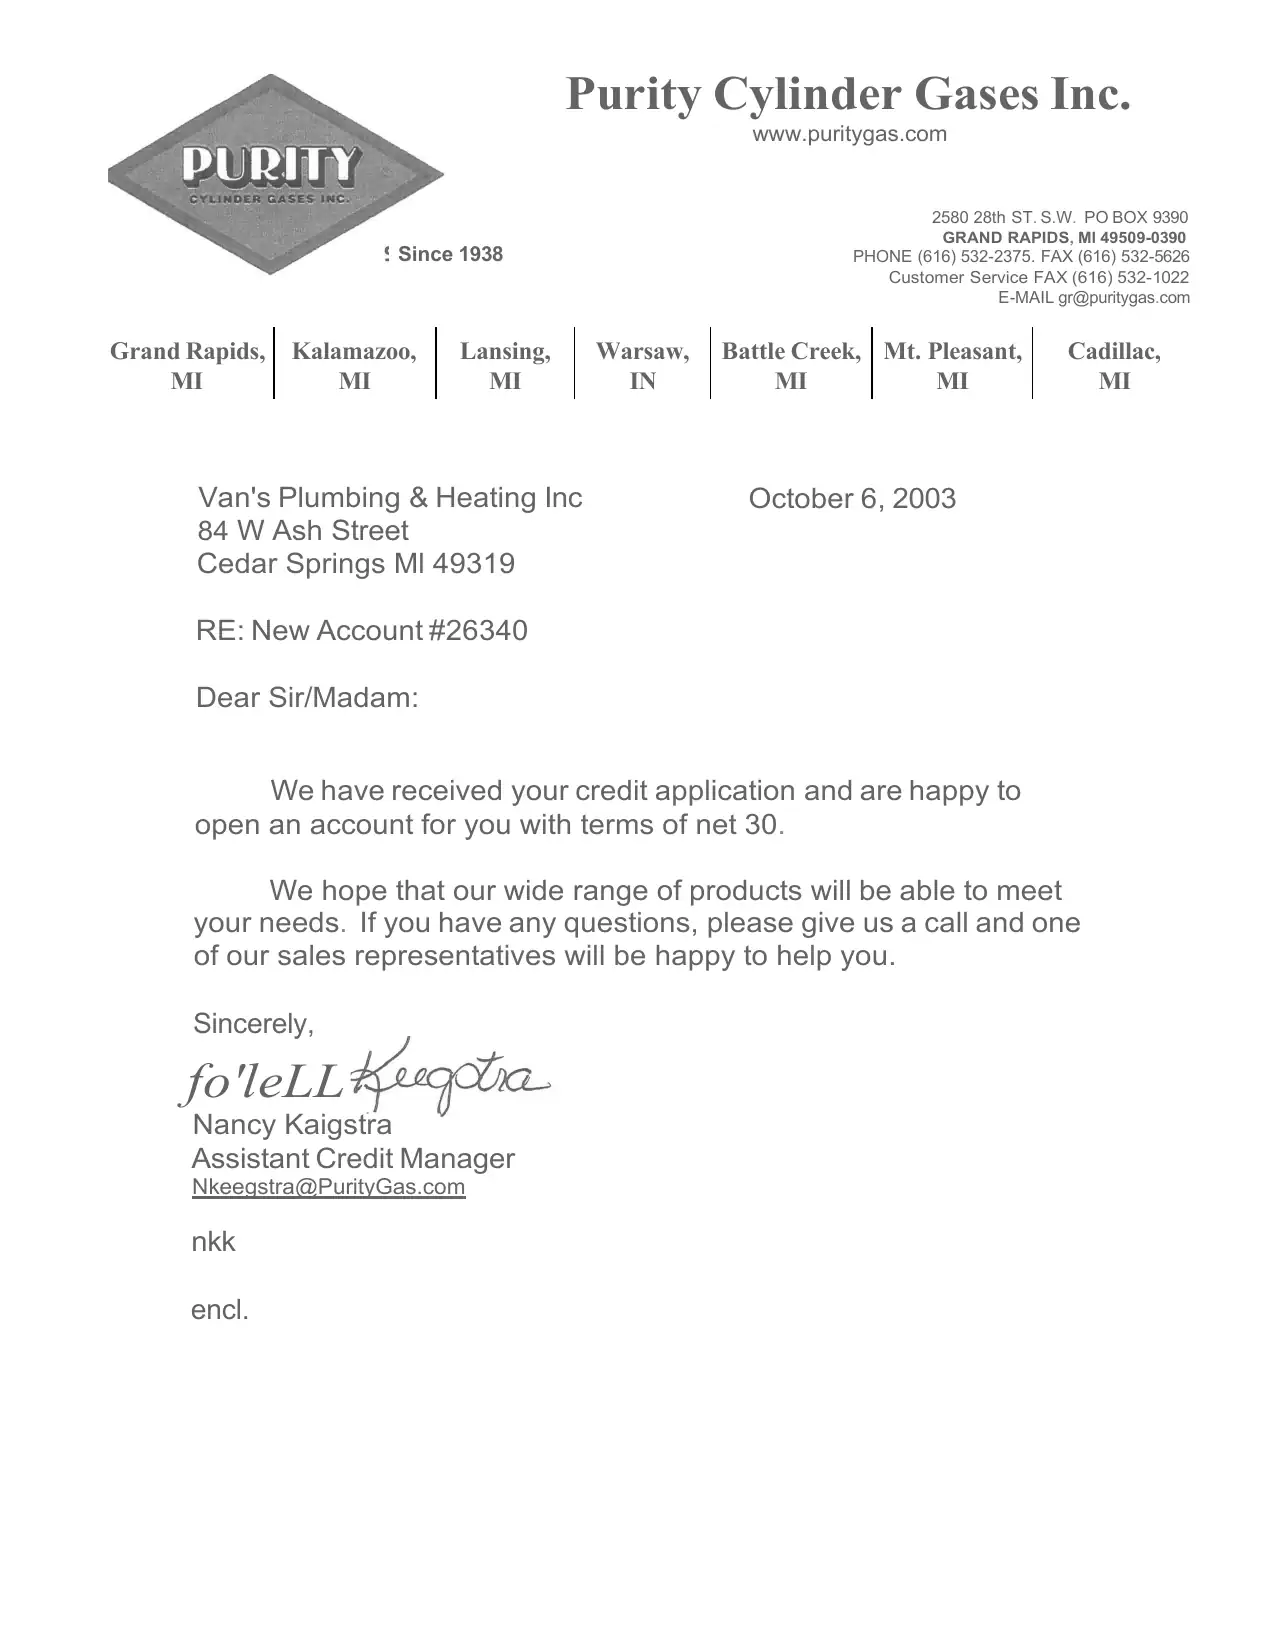 Purity Cylinder Gases Inc.
www.puritygas.com
PURITY
CYLINDER GASES INC.
Since 1938
2580 28th ST. S.W. PO BOX 9390
GRAND RAPIDS, MI 49509-0390
PHONE (616) 532-2375. FAX (616) 532-5626
Customer Service FAX (616) 532-1022
E-MAIL gr@puritygas.com
Grand Rapids, MI
Kalamazoo, MI
Lansing, MI
Warsaw, IN
Battle Creek, MI
Mt. Pleasant, MI
Cadillac, MI
Van's Plumbing & Heating Inc
October 6, 2003
84 W Ash Street
Cedar Springs Ml 49319
RE: New Account #26340
Dear Sir/Madam:
We have received your credit application and are happy to
open an account for you with terms of net 30.
We hope that our wide range of products will be able to meet
your needs. If you have any questions, please give us a call and one
of our sales representatives will be happy to help you.
Sincerely,
fo'leLL Keegstra
Nancy Kaigstra
Assistant Credit Manager
Nkeegstra@PurityGas.com
nkk
encl.